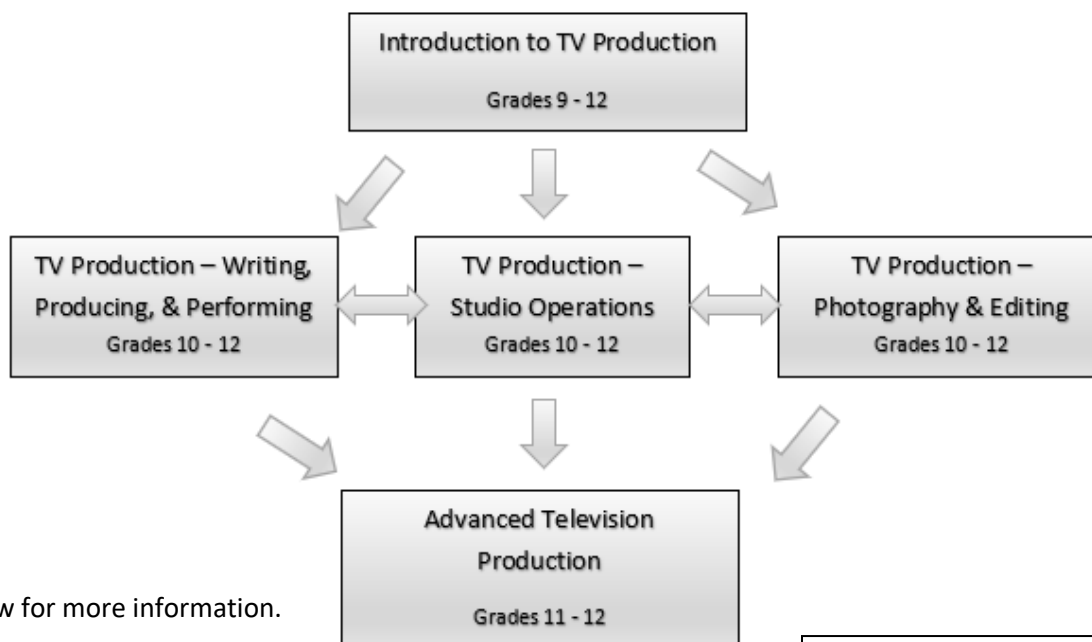 Introduction to TV Production
Grades 9 - 12
TV Production – Writing,
Producing, & Performing
Grades 10 - 12
TV Production –
Studio Operations
Grades 10 - 12
TV Production –
Photography & Editing
Grades 10 - 12
Advanced Television
Production
Grades 11 - 12
for more information.